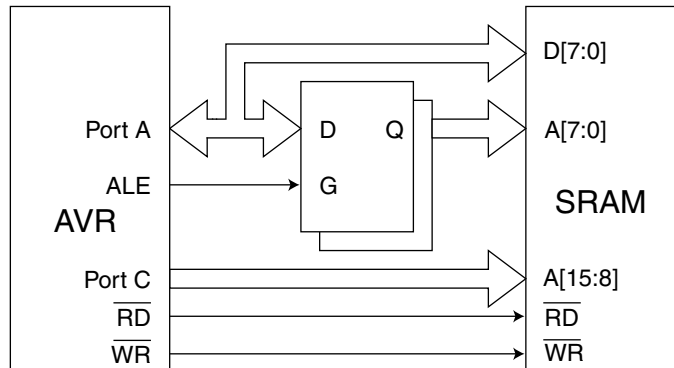 D[7:0]
Port A
D
Q
A[7:0]
ALE
G
AVR
SRAM
Port C
A[15:8]
RD
RD
WR
WR